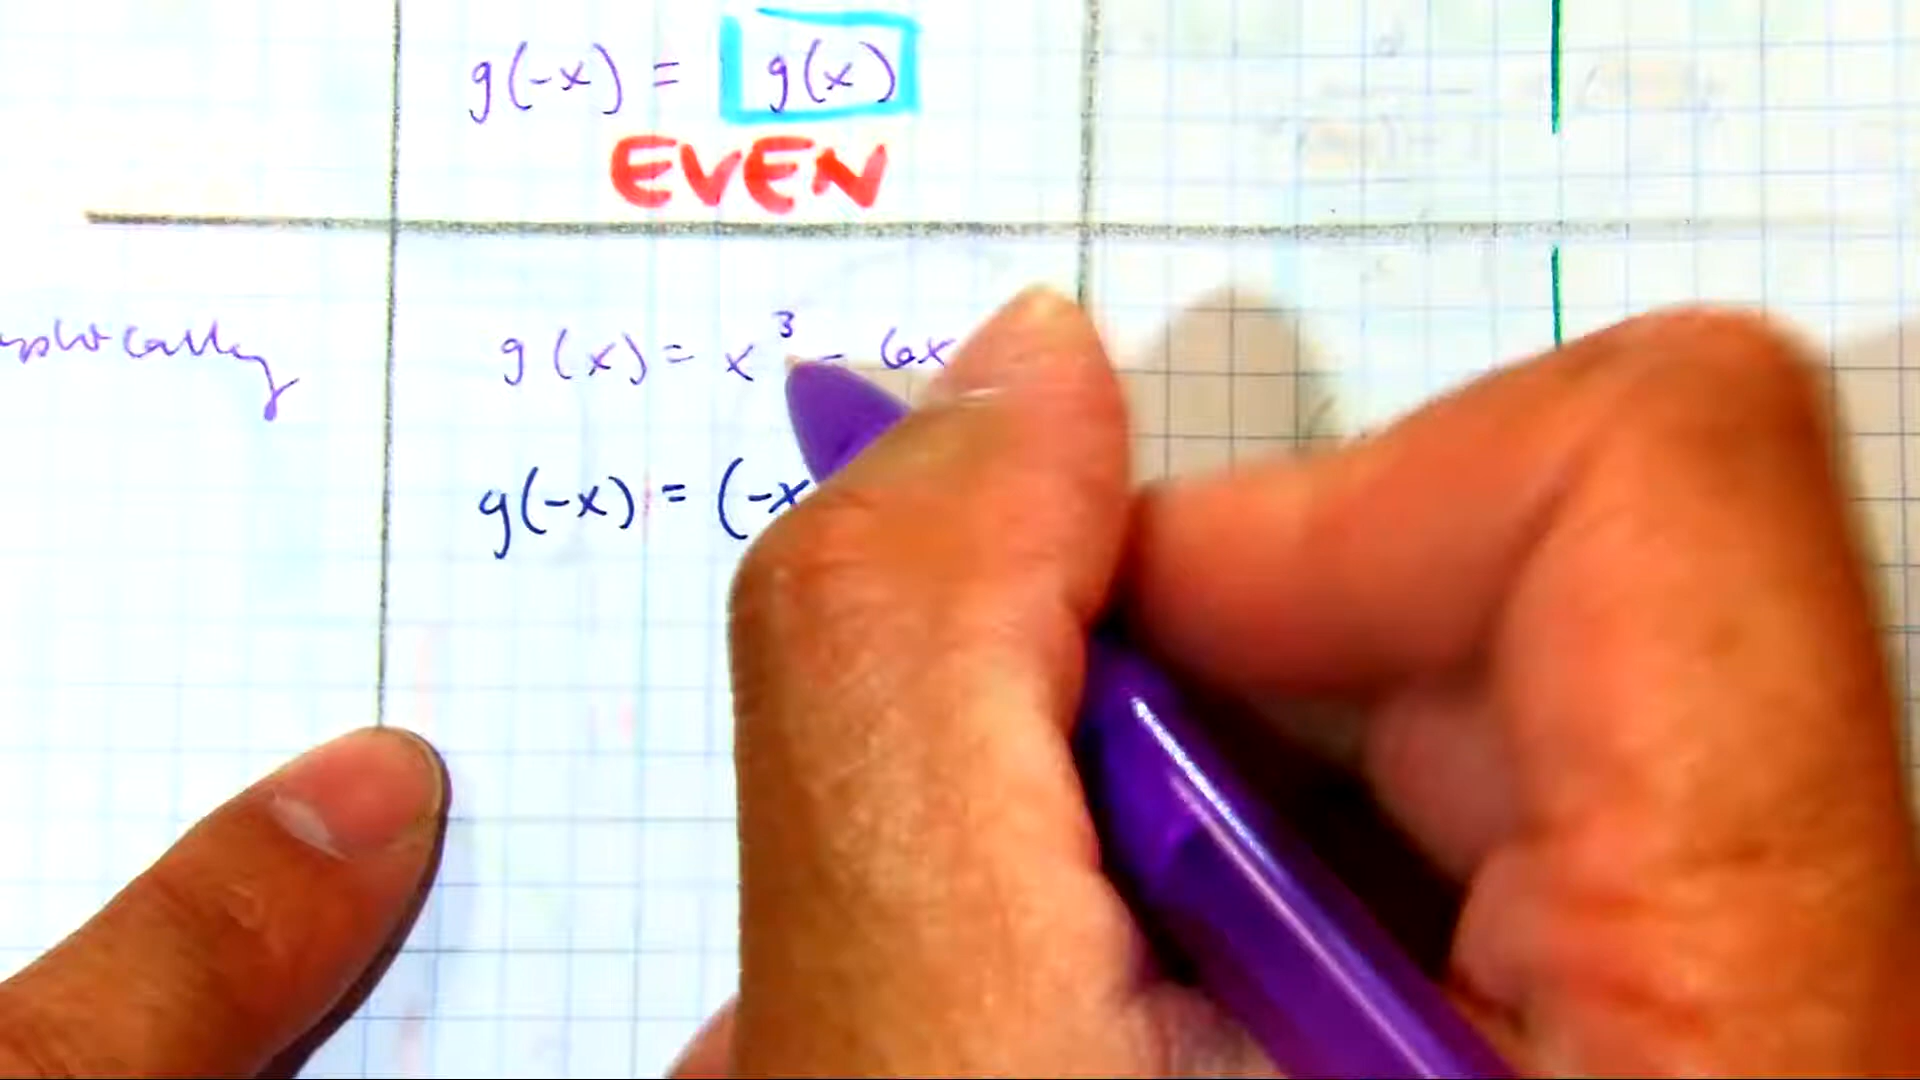 g(-x) = g(x)
EVEN
g(x) = x³ - 6x
g(-x) = (-x